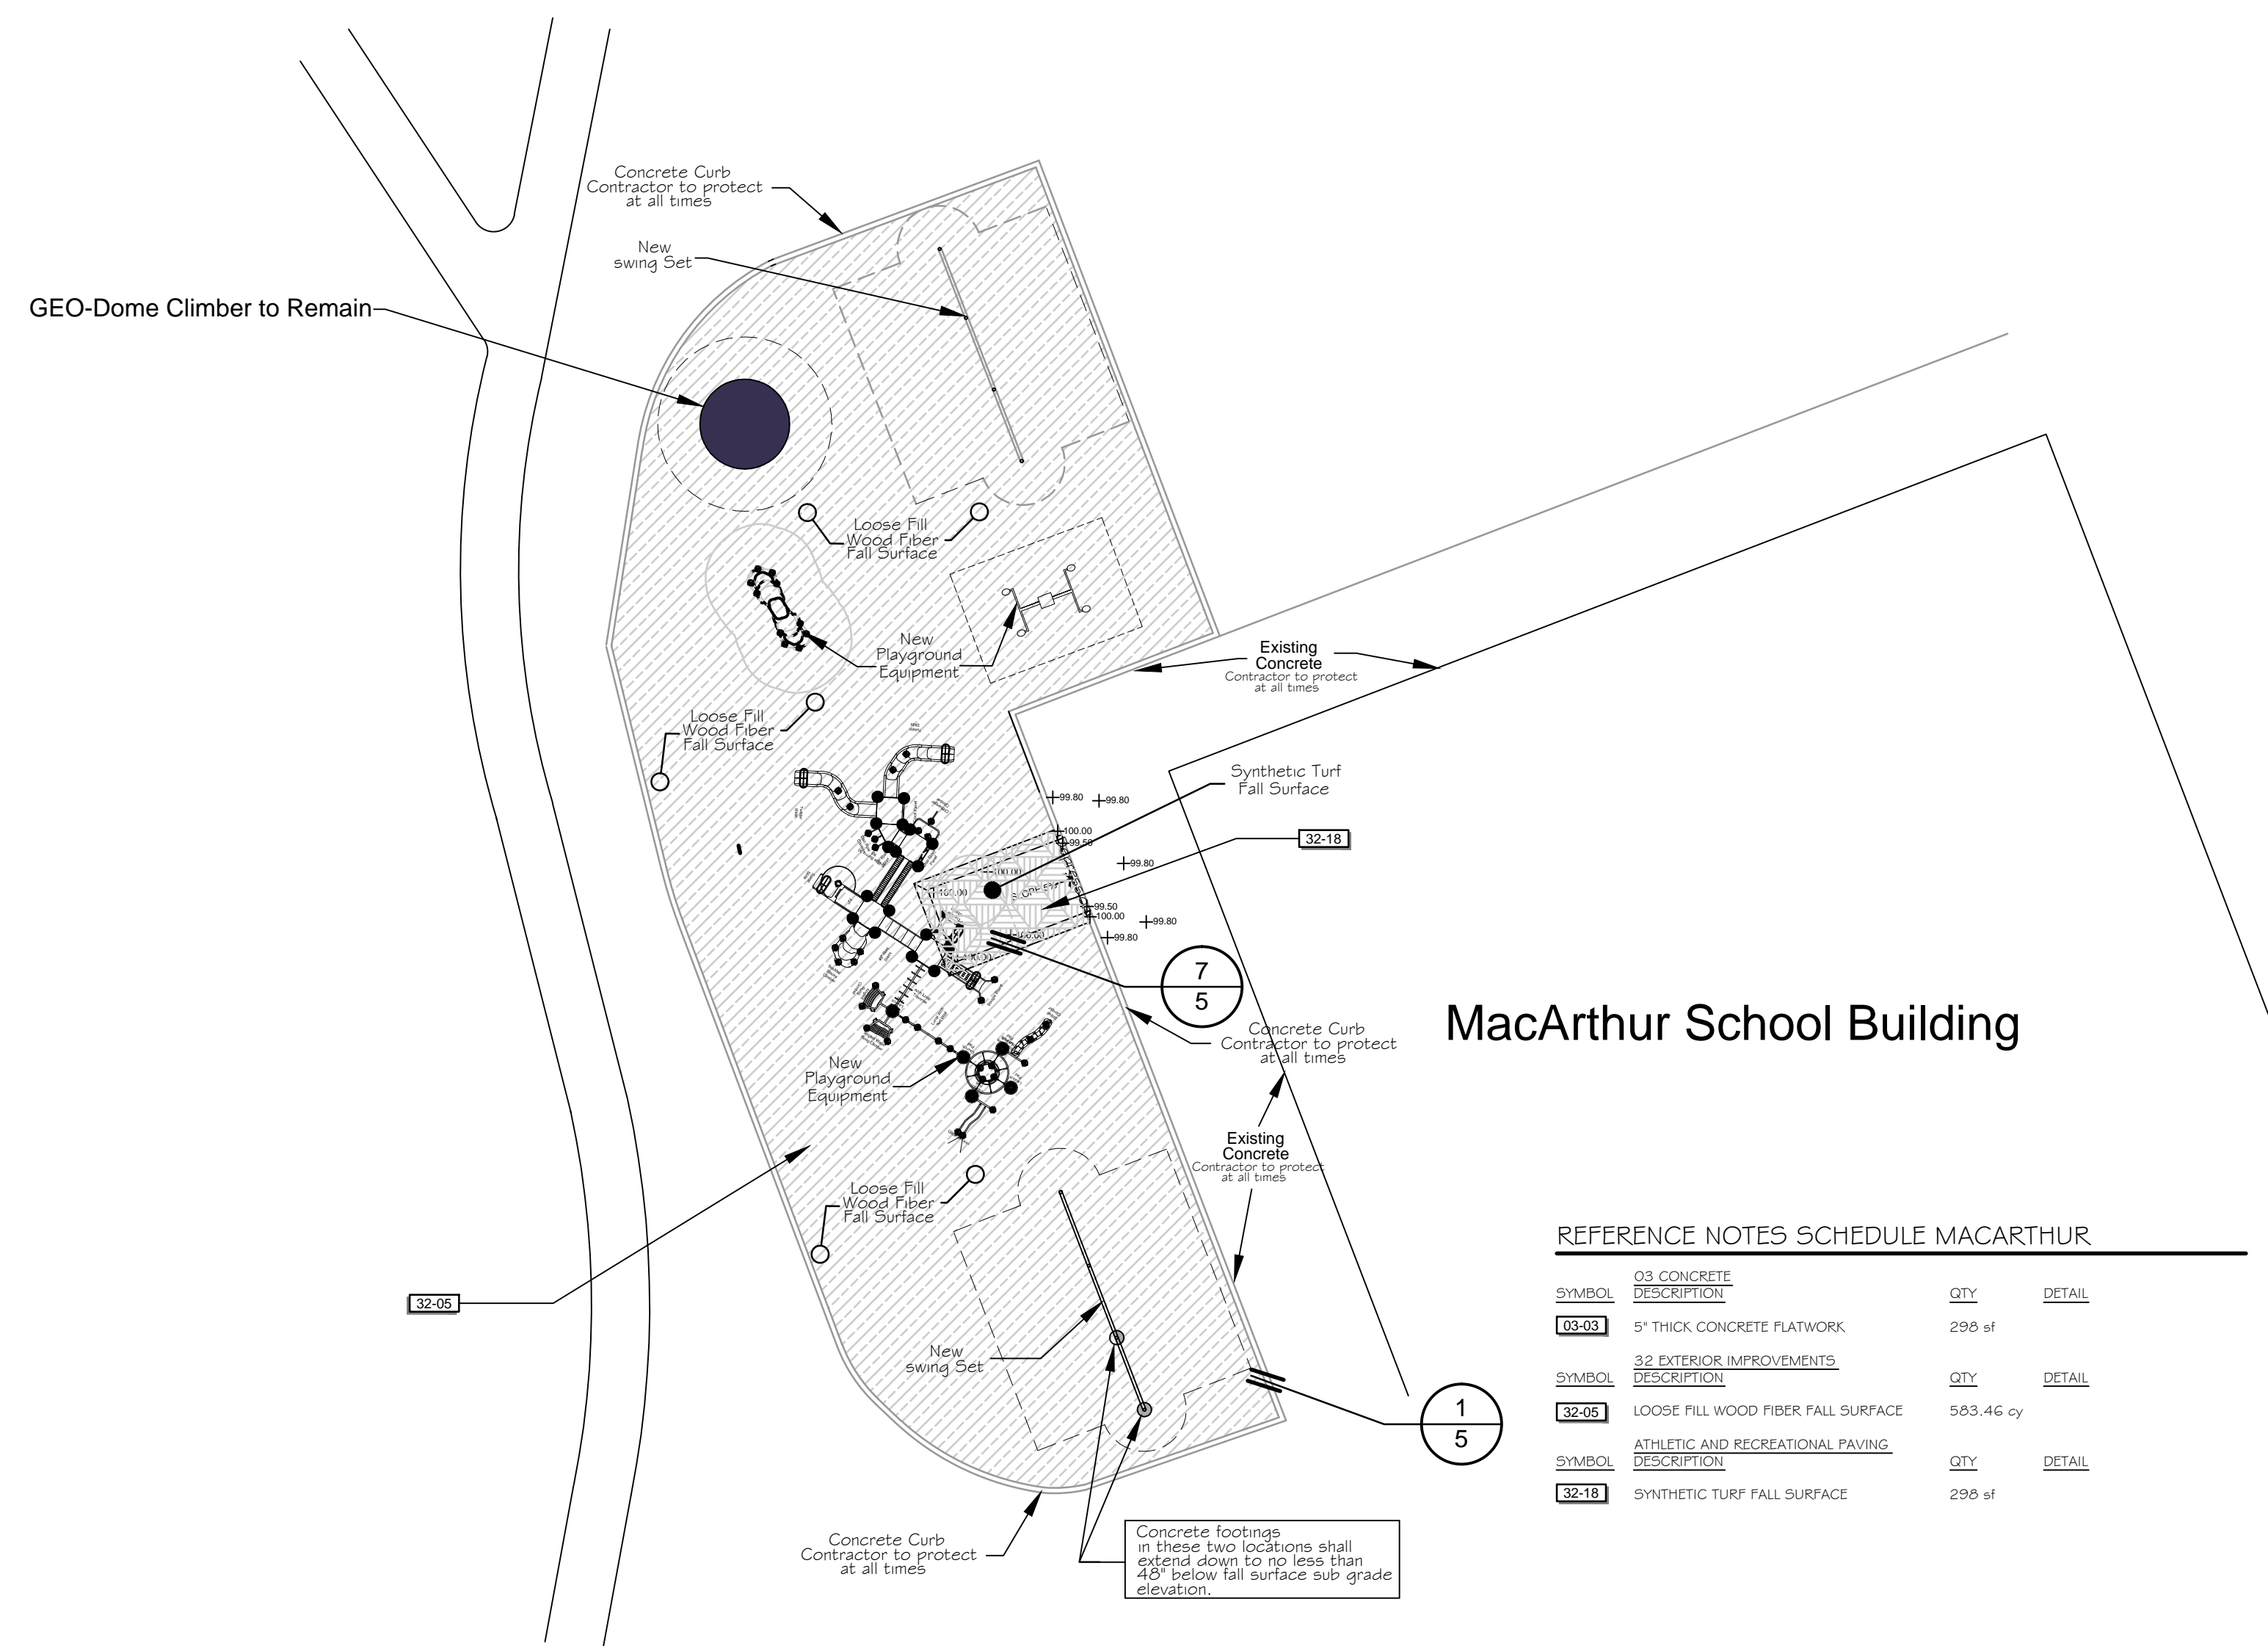 Concrete Curb
Contractor to protect
at all times
New
swing Set
GEO-Dome Climber to Remain
Loose Fill
Wood Fiber
Fall Surface
New
Playground
Equipment
Existing
Concrete
Contractor to protect
at all times
Loose Fill
Wood Fiber
Fall Surface
Synthetic Turf
Fall Surface
99.80
99.80
100.00
99.50
32-18
99.80
100.00
100.00
99.50
100.00
99.80
99.80
100.00
100.00
7
5
MacArthur School Building
Concrete Curb
Contractor to protect
at all times
New
Playground
Equipment
Existing
Concrete
Contractor to protect
at all times
Loose Fill
Wood Fiber
Fall Surface
32-05
New
swing Set
1
5
Concrete Curb
Contractor to protect
at all times
Concrete footings
in these two locations shall
extend down to no less than
48" below fall surface sub grade
elevation.
REFERENCE NOTES SCHEDULE MACARTHUR
03 CONCRETE
SYMBOL DESCRIPTION QTY DETAIL
03-03 5" THICK CONCRETE FLATWORK 298 sf
32 EXTERIOR IMPROVEMENTS
SYMBOL DESCRIPTION QTY DETAIL
32-05 LOOSE FILL WOOD FIBER FALL SURFACE 583.46 cy
ATHLETIC AND RECREATIONAL PAVING
SYMBOL DESCRIPTION QTY DETAIL
32-18 SYNTHETIC TURF FALL SURFACE 298 sf